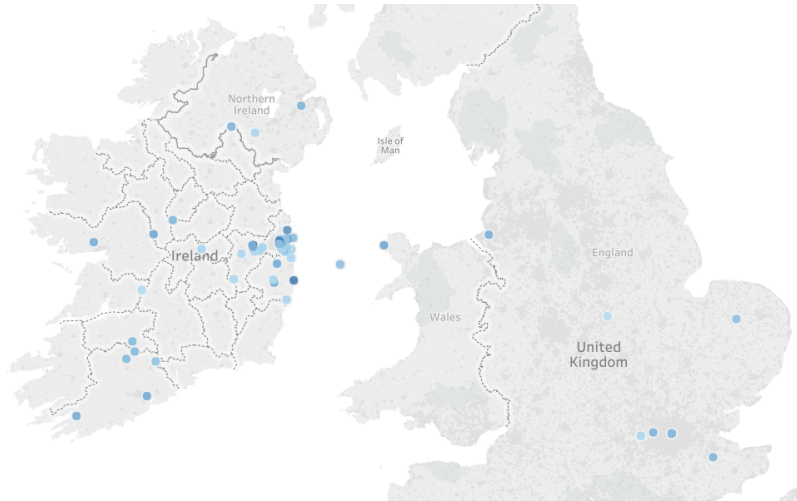 Northern
Ireland
Isle of
Man
Ireland
England
Wales
United
Kingdom